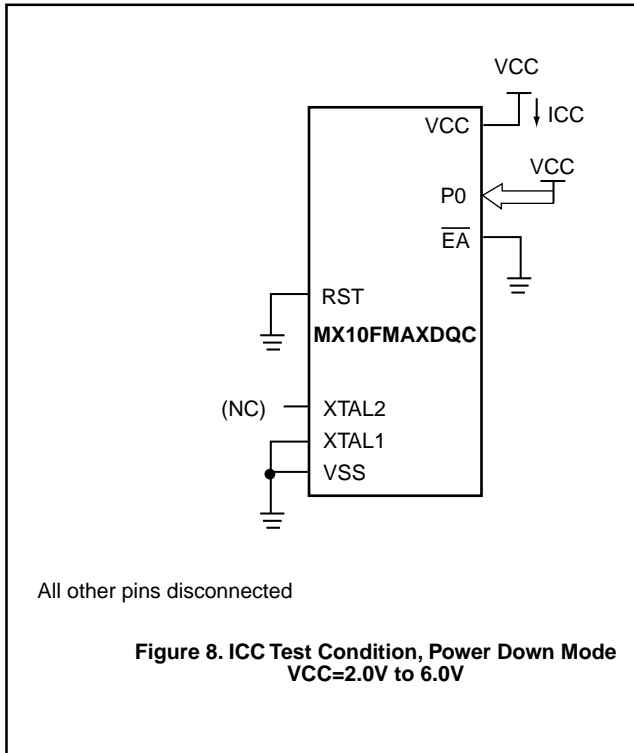 VCC
ICC
VCC
VCC
P0
EA
RST
MX10FMAXDQC
(NC)
XTAL2
XTAL1
VSS
All other pins disconnected
Figure 8. ICC Test Condition, Power Down Mode
VCC=2.0V to 6.0V